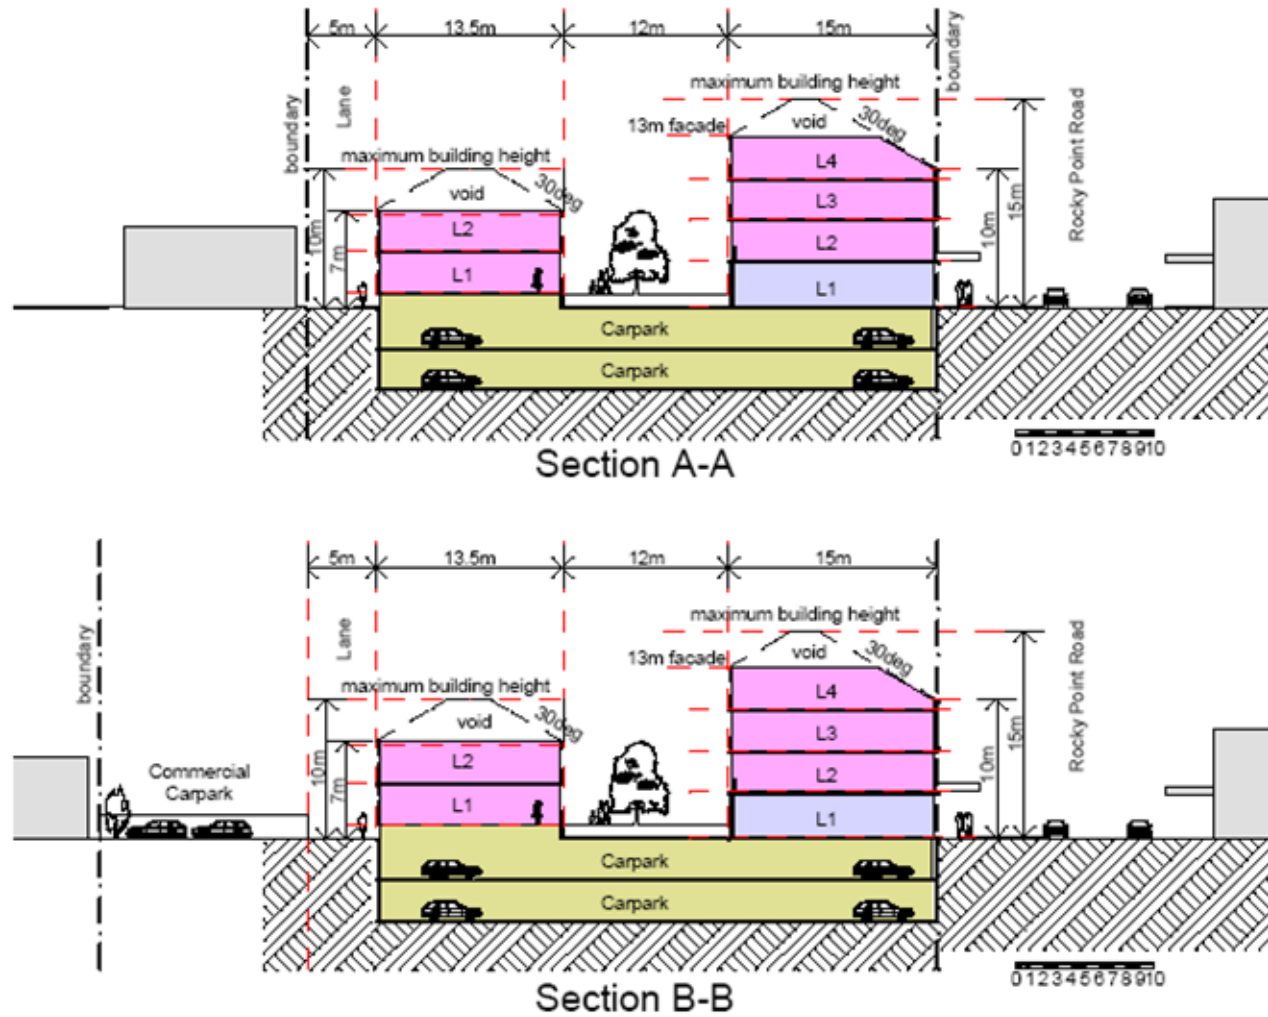 5m 13.5m 12m 15m
boundary
Lane
boundary
maximum building height
13m facade
void
30deg
Rocky Point Road
maximum building height
void
30deg
L4
L3
L2
L1
L2
L1
10m
7m
10m
15m
Carpark
Carpark
Section A-A
0 1 2 3 4 5 6 7 8 9 10
5m 13.5m 12m 15m
boundary
Lane
maximum building height
13m facade
void
30deg
Rocky Point Road
maximum building height
void
30deg
L4
L3
L2
L1
L2
L1
10m
7m
10m
15m
Commercial
Carpark
Carpark
Carpark
Section B-B
0 1 2 3 4 5 6 7 8 9 10